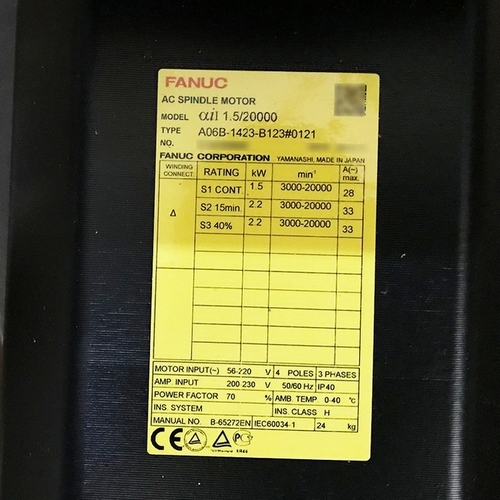 FANUC
AC SPINDLE MOTOR
MODEL αiI 1.5/20000
TYPE A06B-1423-B123#0121
NO.
FANUC CORPORATION YAMANASHI, MADE IN JAPAN
WINDING CONNECT. RATING kW min⁻¹ A(~) max.
S1 CONT. 1.5 3000-20000 28
Δ S2 15min. 2.2 3000-20000 33
S3 40% 2.2 3000-20000 33
MOTOR INPUT(~) 56-220 V 4 POLES 3 PHASES
AMP INPUT 200 230 V 50/60 Hz IP40
POWER FACTOR 70 % AMB. TEMP 0-40 °C
INS. SYSTEM INS. CLASS H
MANUAL NO. B-65272EN IEC60034-1 24 kg
CE